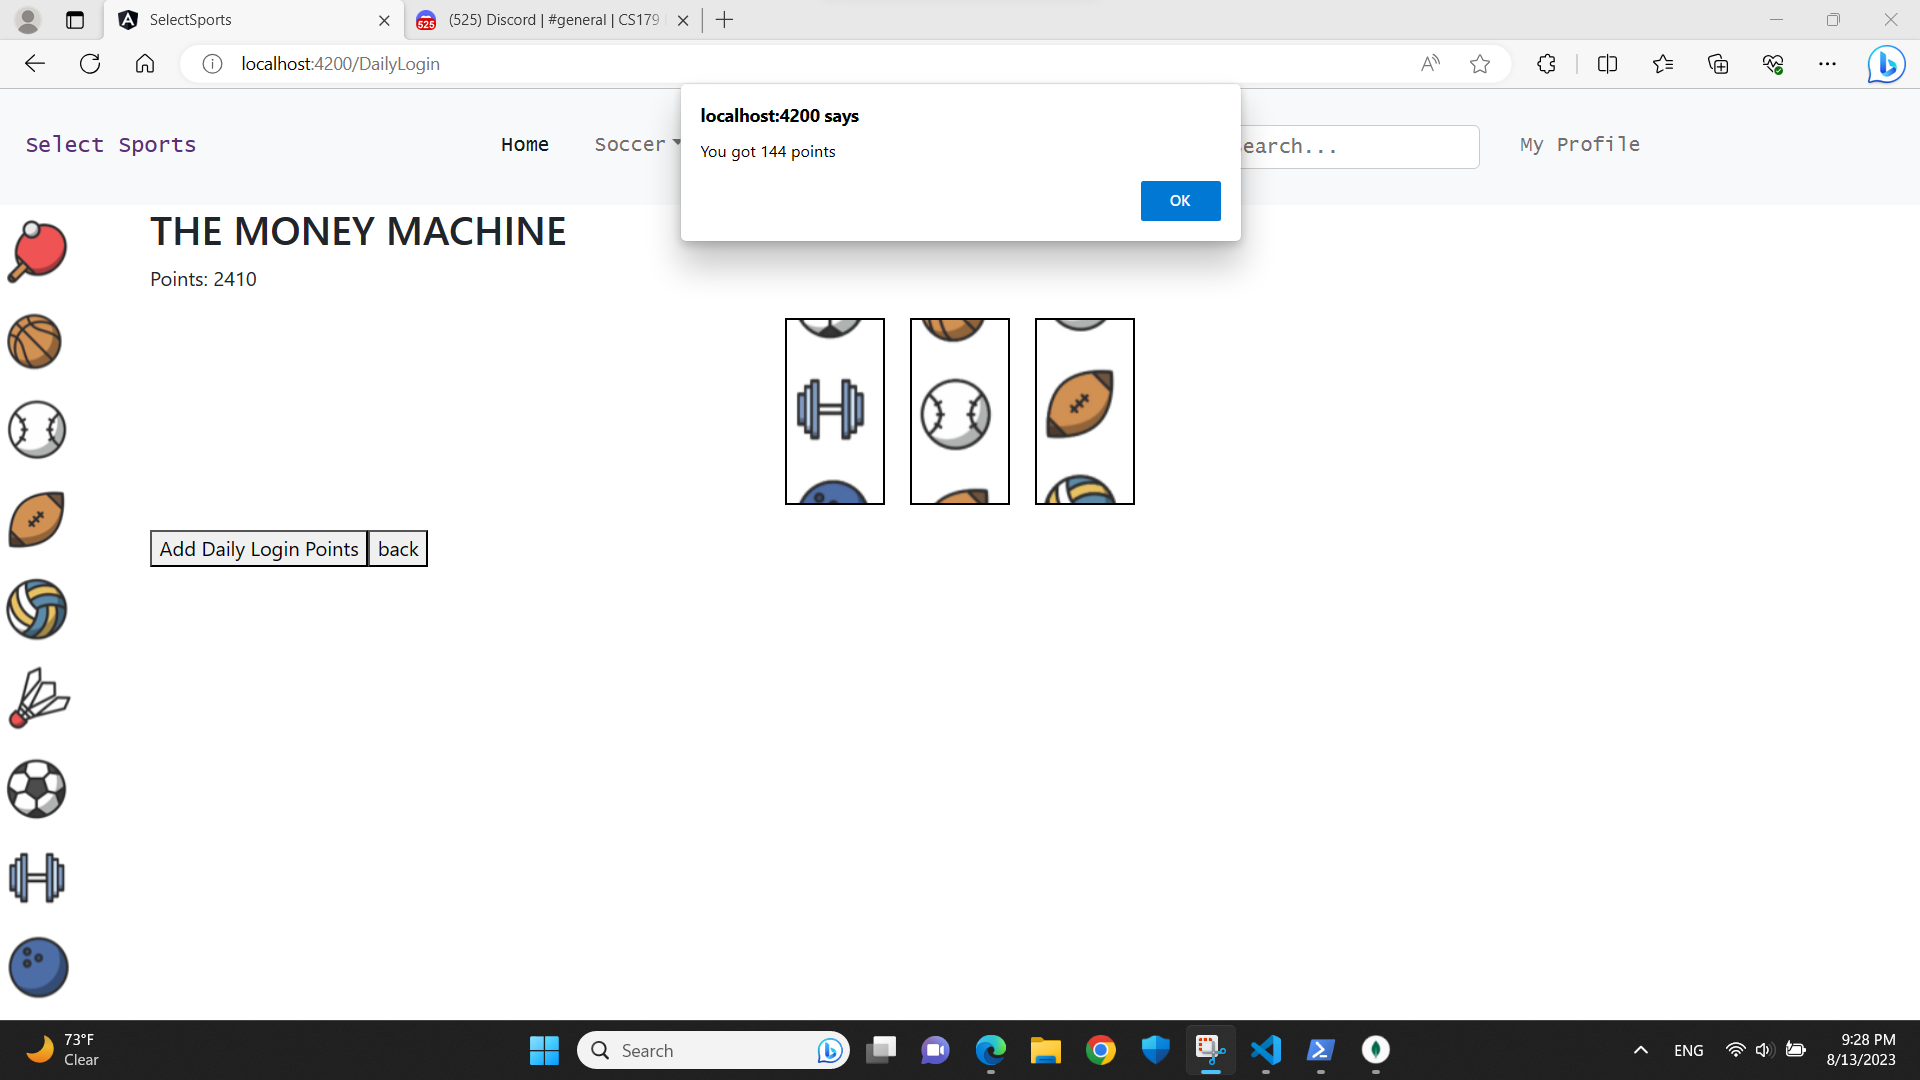 SelectSports
(525) Discord | #general | CS179
525
localhost:4200/DailyLogin
Select Sports
Home
Soccer
localhost:4200 says
You got 144 points
OK
earch...
My Profile
THE MONEY MACHINE
Points: 2410
Add Daily Login Points
back
73°F
Clear
Search
ENG
9:28 PM
8/13/2023